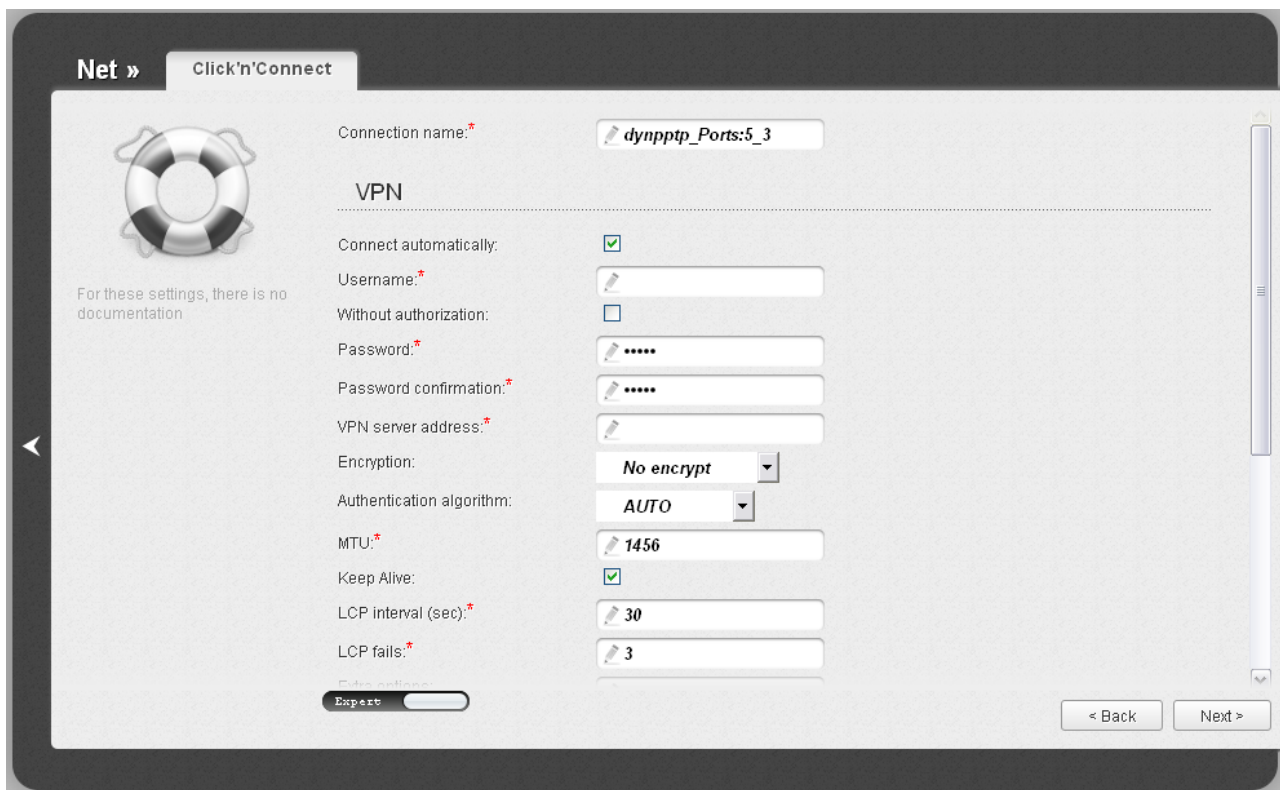 Net » Click'n'Connect
Connection name:* dynpptp_Ports:5_3
VPN
For these settings, there is no
documentation
Connect automatically:
Username:*
Without authorization:
Password:* •••••
Password confirmation:* •••••
VPN server address:*
Encryption: No encrypt
Authentication algorithm: AUTO
MTU:* 1456
Keep Alive:
LCP interval (sec):* 30
LCP fails:* 3
Extra options:
Expert
< Back Next >